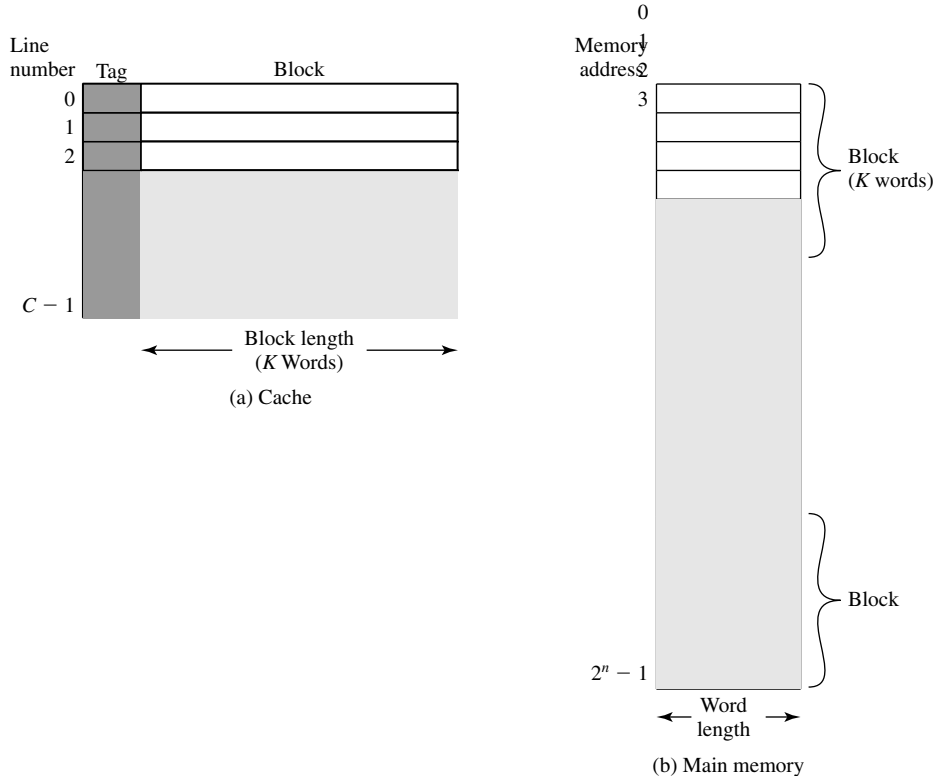 Line
number
Tag
Block
0
1
2
C − 1
Block length
(K Words)
(a) Cache
0
1
2
3
Memory
address
Block
(K words)
Block
2ⁿ − 1
Word
length
(b) Main memory